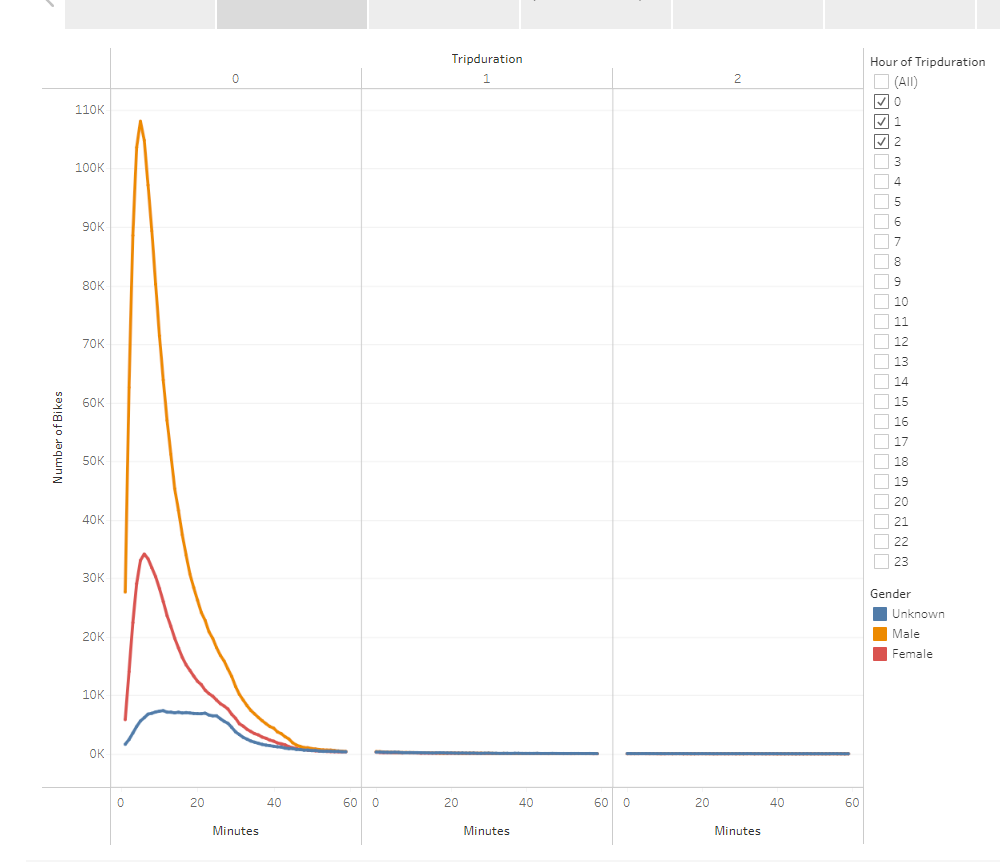 Tripduration
0 1 2
110K
100K
90K
80K
70K
60K
50K
40K
30K
20K
10K
0K
Number of Bikes
0 20 40 60 0 20 40 60 0 20 40 60
Minutes Minutes Minutes
Hour of Tripduration
(All)
0
1
2
3
4
5
6
7
8
9
10
11
12
13
14
15
16
17
18
19
20
21
22
23
Gender
Unknown
Male
Female